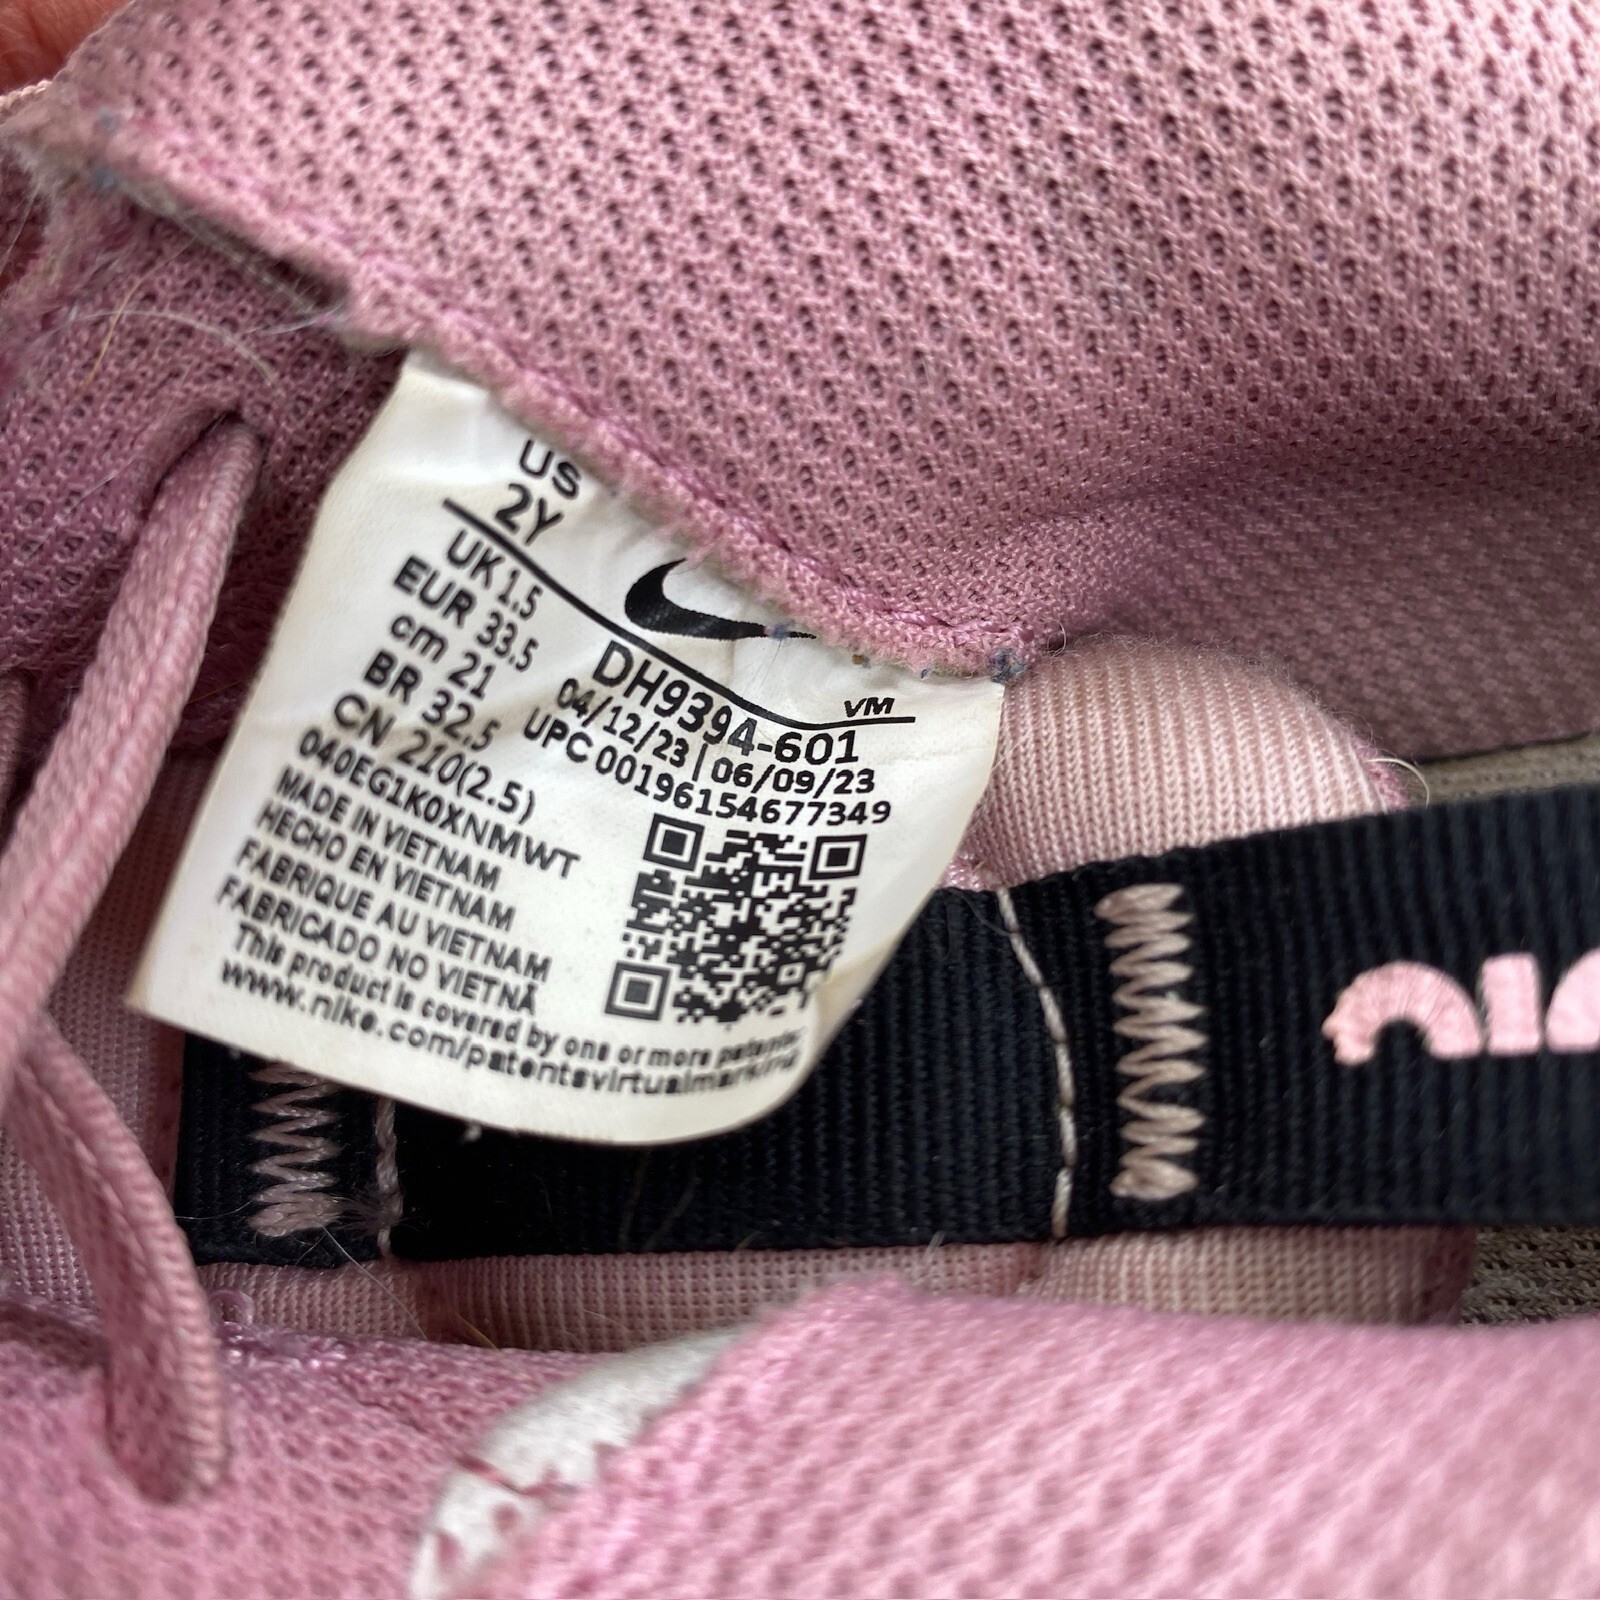 US
2Y
UK 1.5
EUR 33.5
cm 21
BR 32.5
CN 210(2.5)
VM
DH9394-601
04/12/23 | 06/09/23
UPC 00196154677349
040EG1K0XNMWT
MADE IN VIETNAM
HECHO EN VIETNAM
FABRIQUE AU VIETNAM
FABRICADO NO VIETNÃ
This product is covered by one or more patents
www.nike.com/patentsvirtualmarking